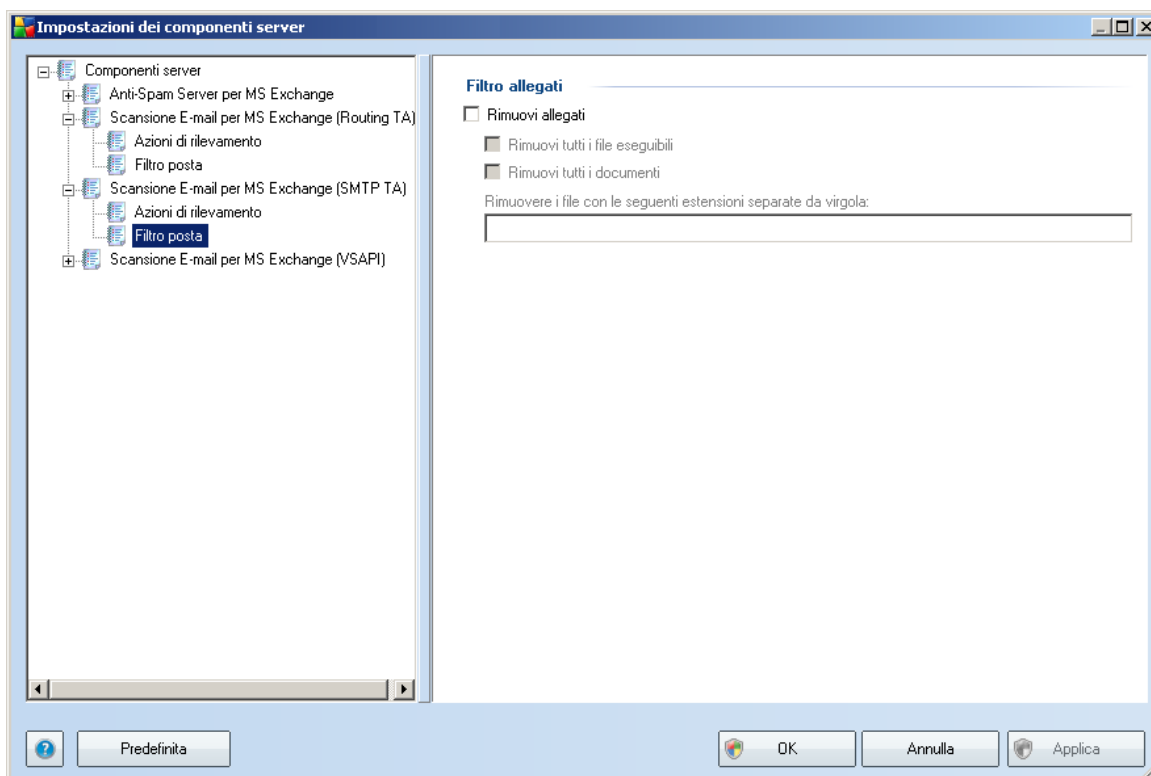 Impostazioni dei componenti server
Componenti server
Anti-Spam Server per MS Exchange
Scansione E-mail per MS Exchange (Routing TA)
Azioni di rilevamento
Filtro posta
Scansione E-mail per MS Exchange (SMTP TA)
Azioni di rilevamento
Filtro posta
Scansione E-mail per MS Exchange (VSAPI)
Filtro allegati
Rimuovi allegati
Rimuovi tutti i file eseguibili
Rimuovi tutti i documenti
Rimuovere i file con le seguenti estensioni separate da virgola:
Predefinita
OK
Annulla
Applica